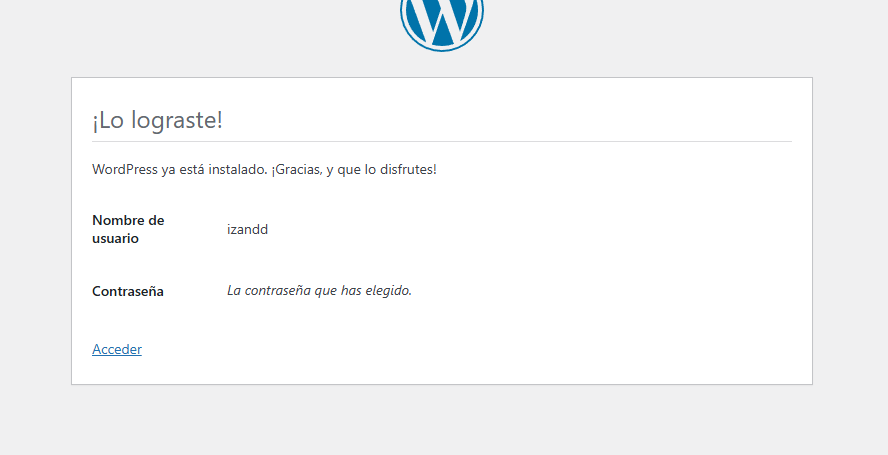 ¡Lo lograste!
WordPress ya está instalado. ¡Gracias, y que lo disfrutes!
Nombre de
usuario
izandd
Contraseña
La contraseña que has elegido.
Acceder